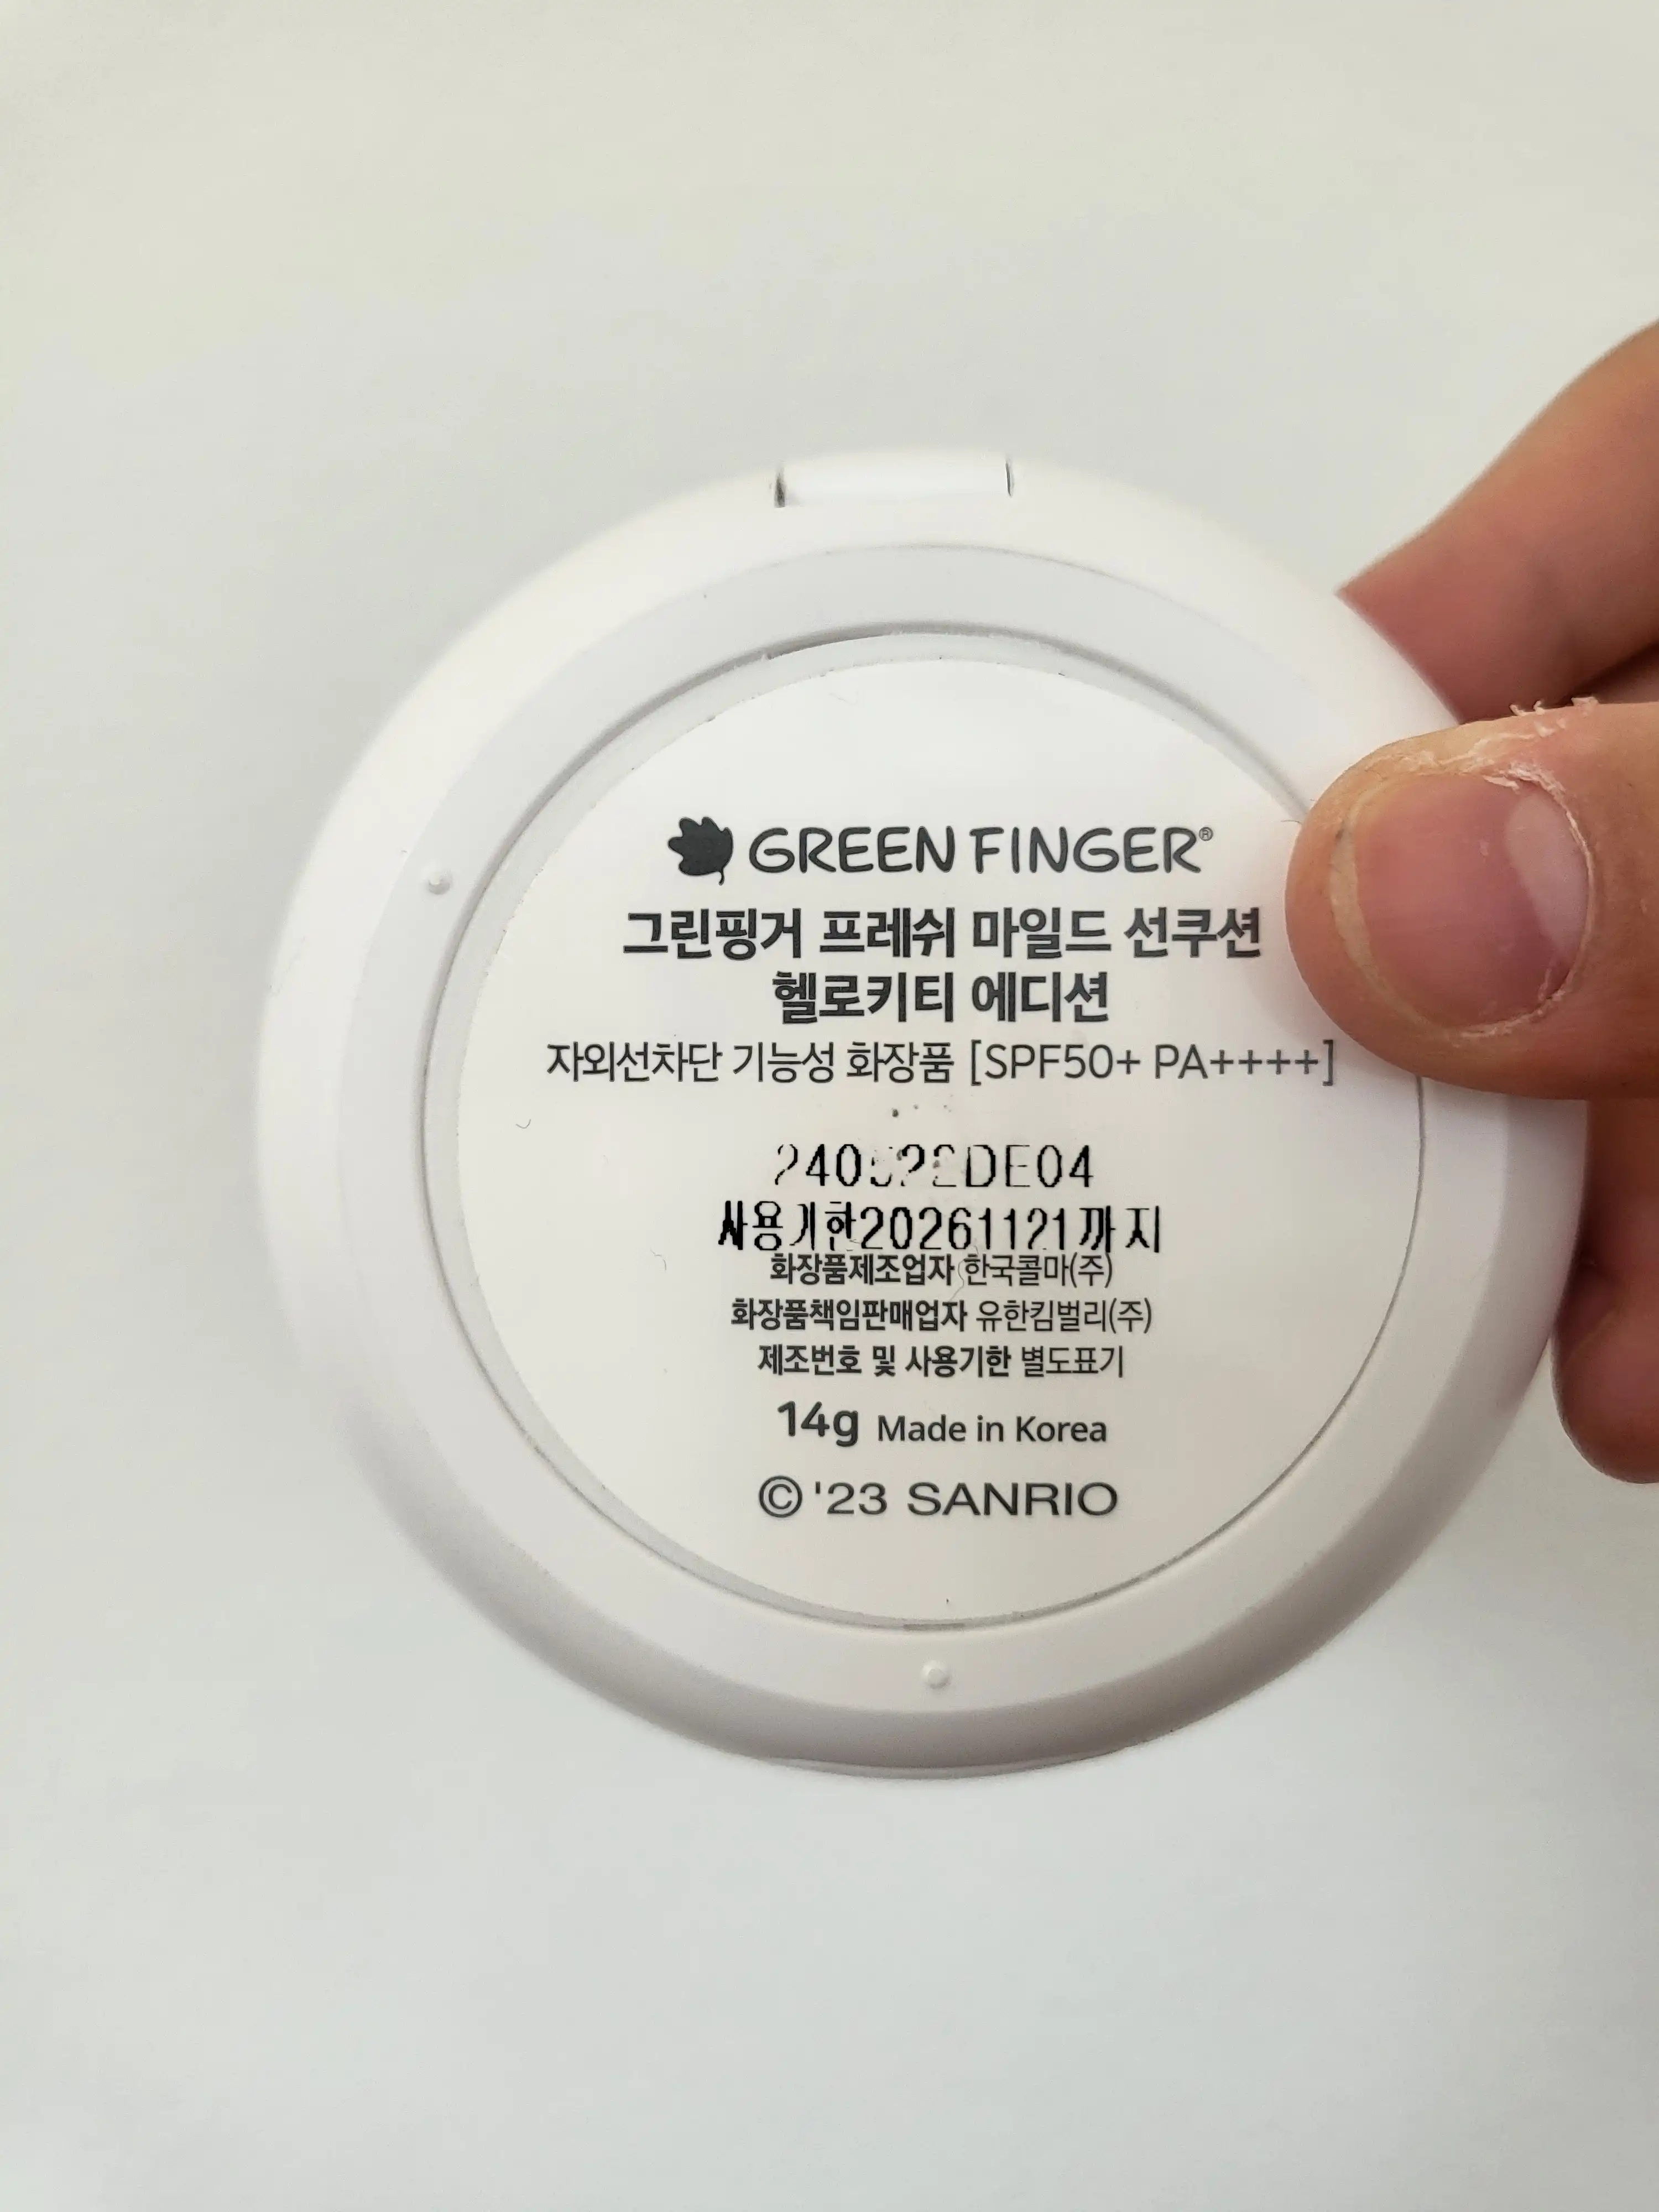 GREEN FINGER®
그린핑거 프레쉬 마일드 선쿠션
헬로키티 에디션
자외선차단 기능성 화장품 [SPF50+ PA++++]
사용기한20261121까지
화장품제조업자 한국콜마(주)
화장품책임판매업자 유한킴벌리(주)
제조번호 및 사용기한 별도표기
14g Made in Korea
© '23 SANRIO